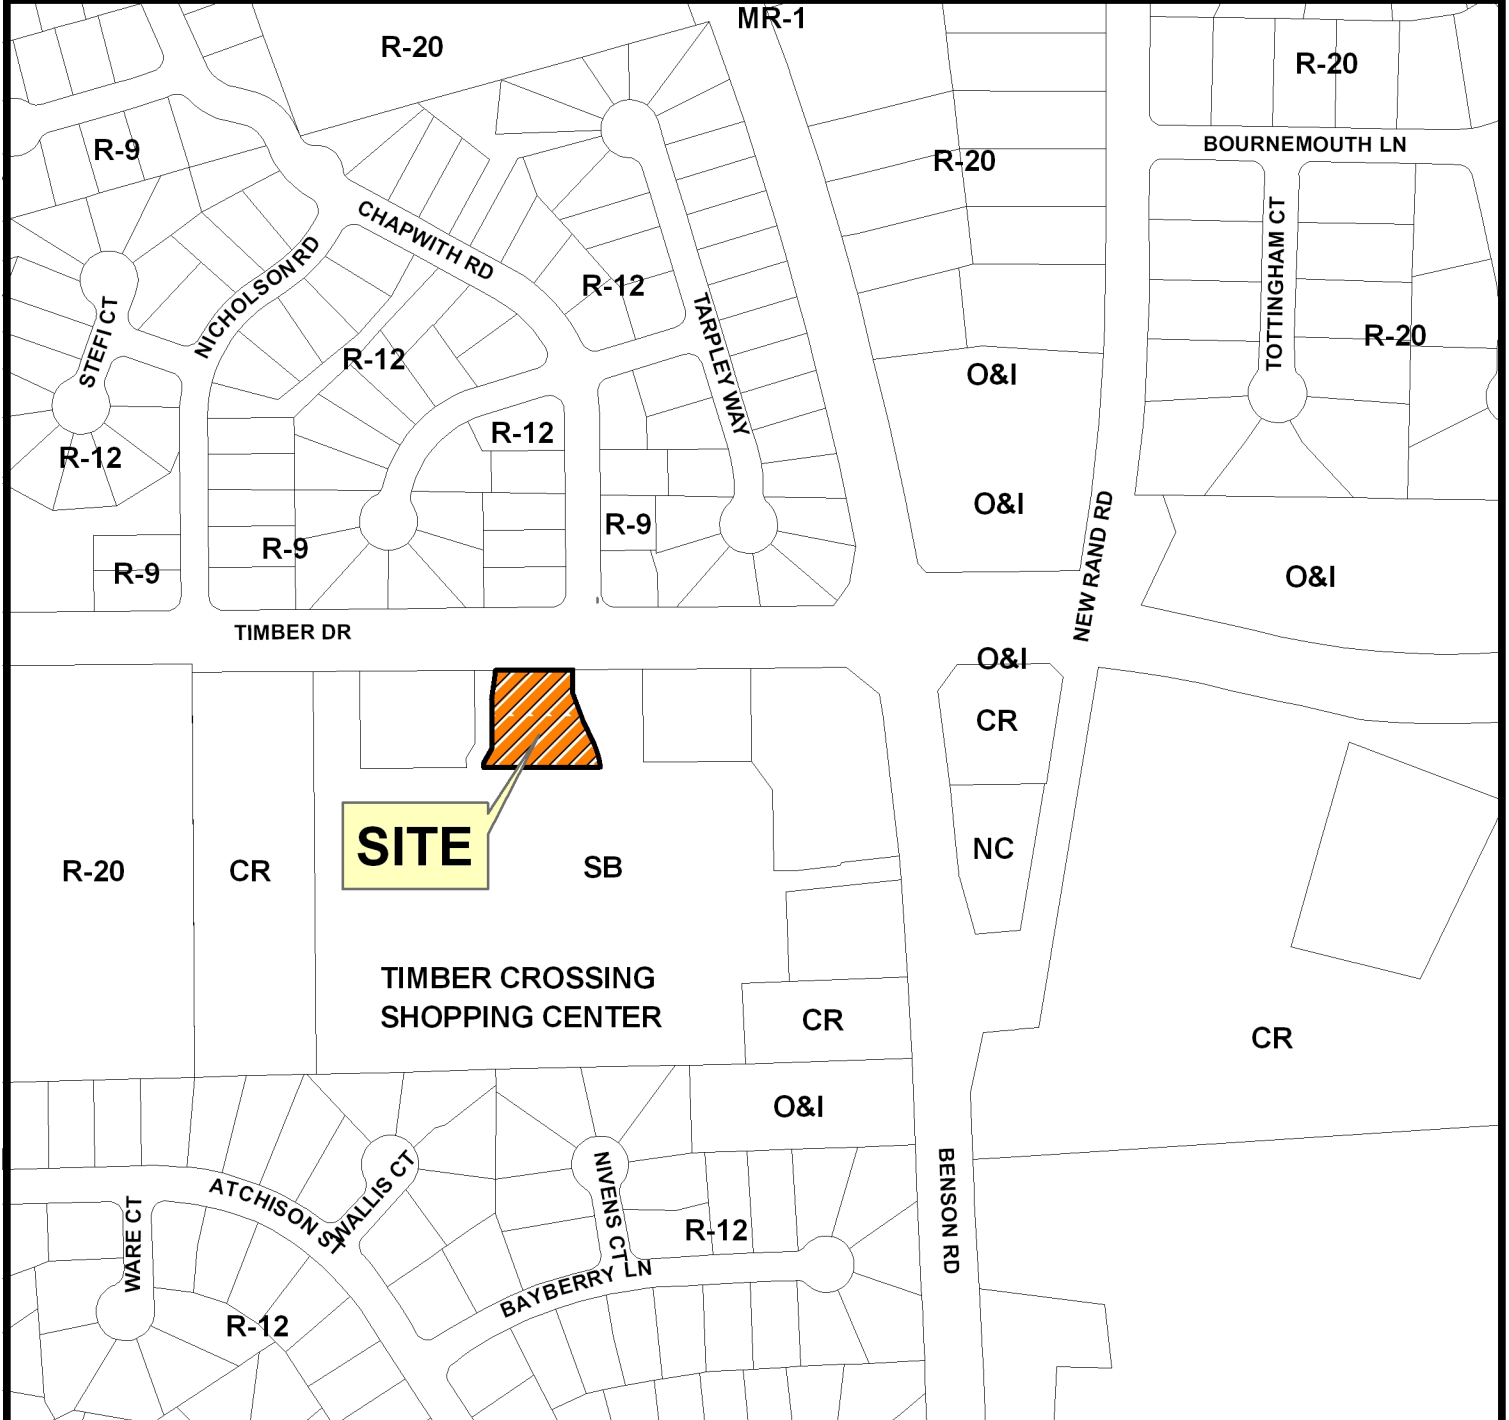 MR-1
R-20
R-20
BOURNEMOUTH LN
R-9
R-20
CHAPWITH RD
TOTTINGHAM CT
NICHOLSON RD
R-12
STEFI CT
TARPLEY WAY
R-20
R-12
O&I
R-12
R-12
O&I
R-9
R-9
R-9
NEW RAND RD
O&I
TIMBER DR
O&I
CR
SITE
NC
R-20
CR
SB
TIMBER CROSSING
SHOPPING CENTER
CR
CR
O&I
WALLIS CT
NIVENS CT
BENSON RD
ATCHISON ST
WARE CT
R-12
BAYBERRY LN
R-12